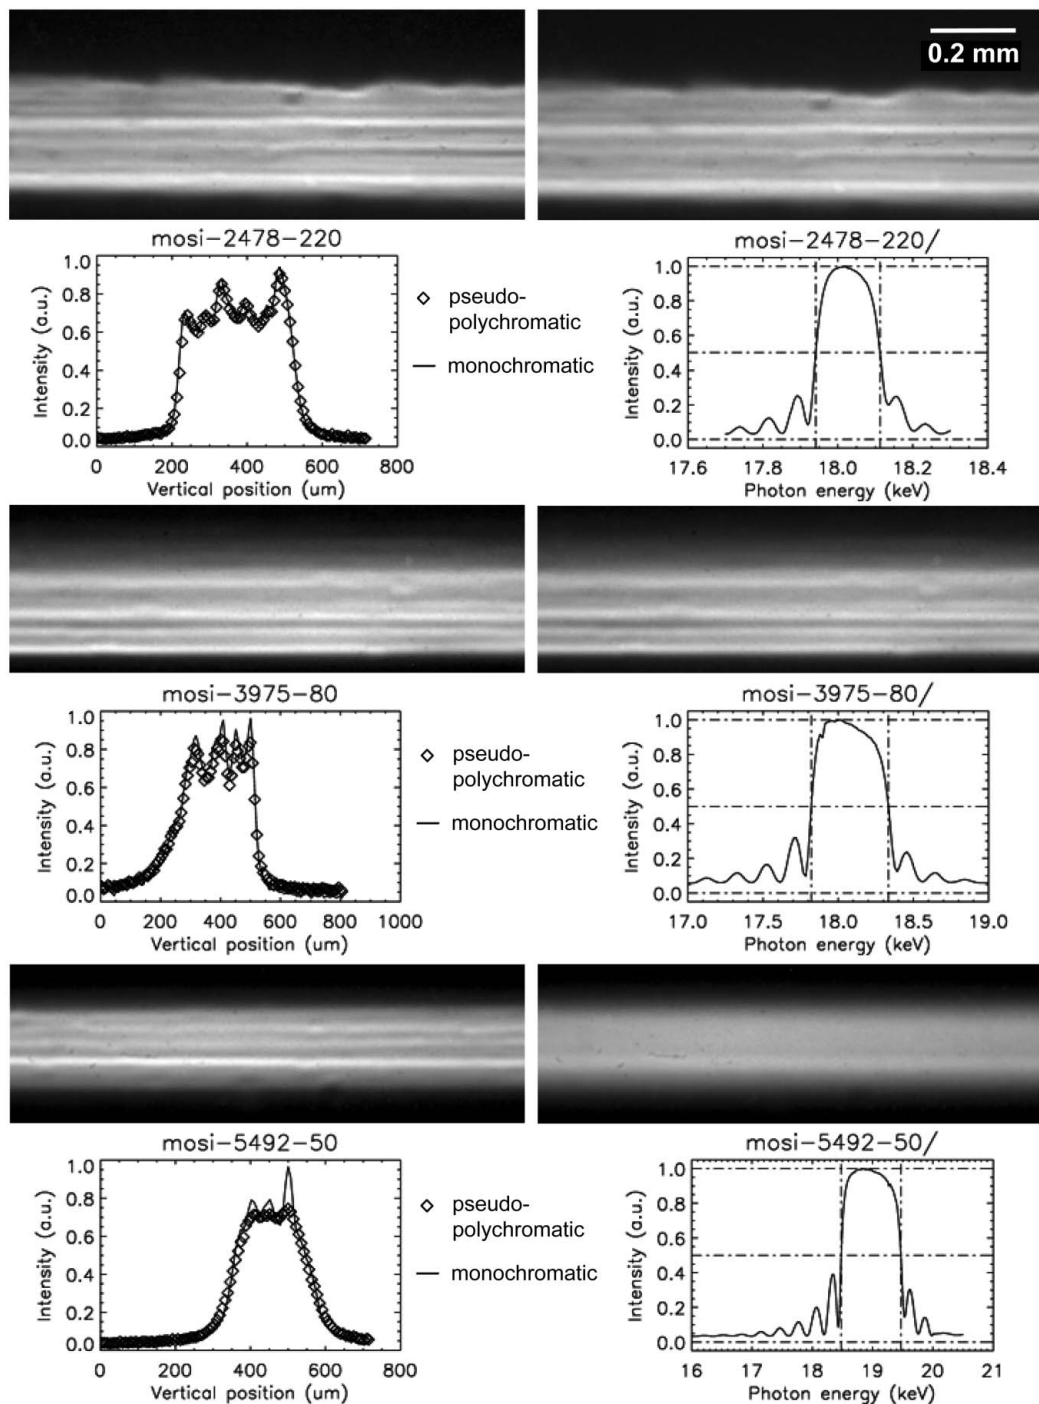 0.2 mm
mosi-2478-220
1.0
0.8
0.6
0.4
0.2
0.0
Intensity (a.u.)
0 200 400 600 800
Vertical position (um)
pseudo-
polychromatic
monochromatic
mosi-2478-220/
1.0
0.8
0.6
0.4
0.2
0.0
Intensity (a.u.)
17.6 17.8 18.0 18.2 18.4
Photon energy (keV)
mosi-3975-80
1.0
0.8
0.6
0.4
0.2
0.0
Intensity (a.u.)
0 200 400 600 800 1000
Vertical position (um)
pseudo-
polychromatic
monochromatic
mosi-3975-80/
1.0
0.8
0.6
0.4
0.2
0.0
Intensity (a.u.)
17.0 17.5 18.0 18.5 19.0
Photon energy (keV)
mosi-5492-50
1.0
0.8
0.6
0.4
0.2
0.0
Intensity (a.u.)
0 200 400 600 800
Vertical position (um)
pseudo-
polychromatic
monochromatic
mosi-5492-50/
1.0
0.8
0.6
0.4
0.2
0.0
Intensity (a.u.)
16 17 18 19 20 21
Photon energy (keV)